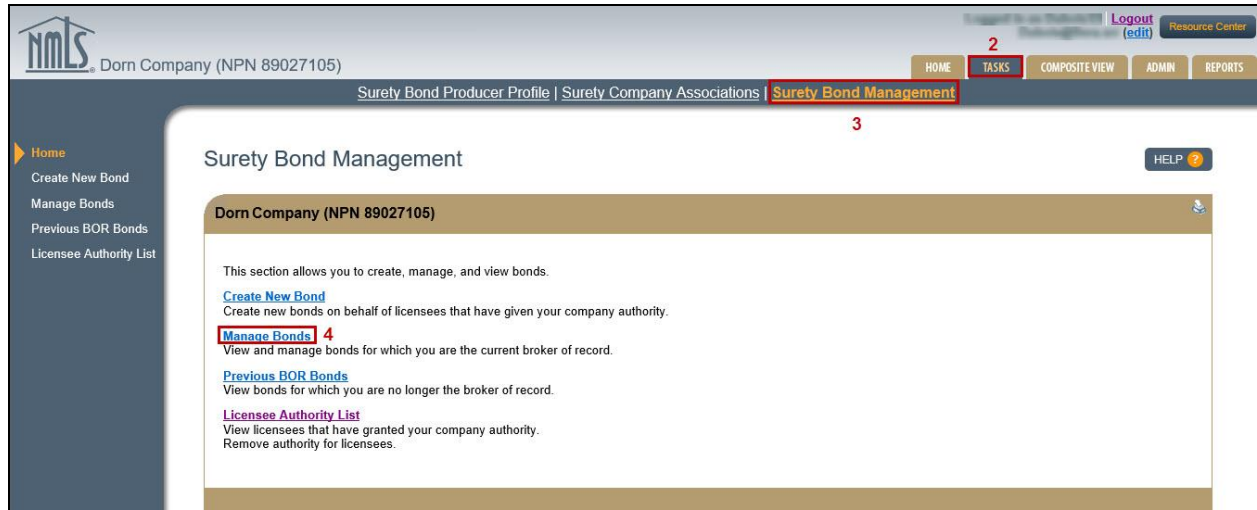 Logout
(edit)
Resource Center
NMLS® Dorn Company (NPN 89027105)
2
HOME TASKS COMPOSITE VIEW ADMIN REPORTS
Surety Bond Producer Profile | Surety Company Associations | Surety Bond Management
3
Home
Create New Bond
Manage Bonds
Previous BOR Bonds
Licensee Authority List
Surety Bond Management
HELP ?
Dorn Company (NPN 89027105)
This section allows you to create, manage, and view bonds.
Create New Bond
Create new bonds on behalf of licensees that have given your company authority.
Manage Bonds 4
View and manage bonds for which you are the current broker of record.
Previous BOR Bonds
View bonds for which you are no longer the broker of record.
Licensee Authority List
View licensees that have granted your company authority.
Remove authority for licensees.